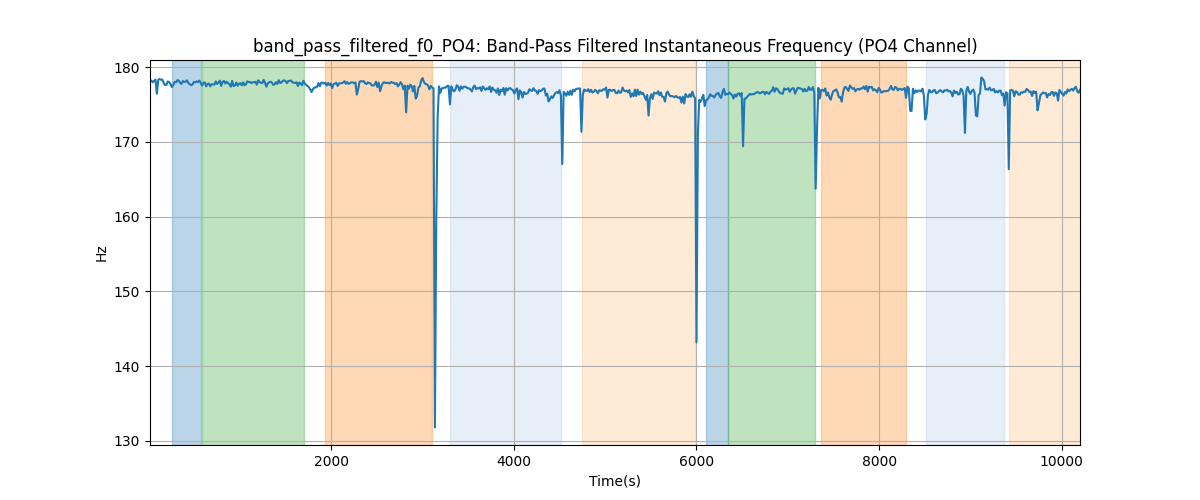 band_pass_filtered_f0_PO4: Band-Pass Filtered Instantaneous Frequency (PO4 Channel)
180
170
160
150
140
130
Hz
2000 4000 6000 8000 10000
Time(s)